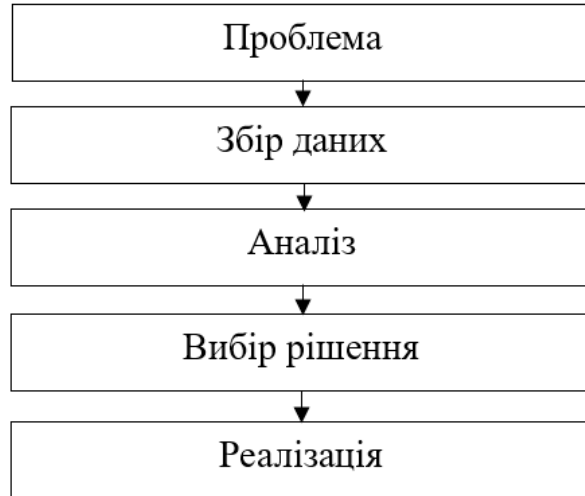 Проблема
Збір даних
Аналіз
Вибір рішення
Реалізація